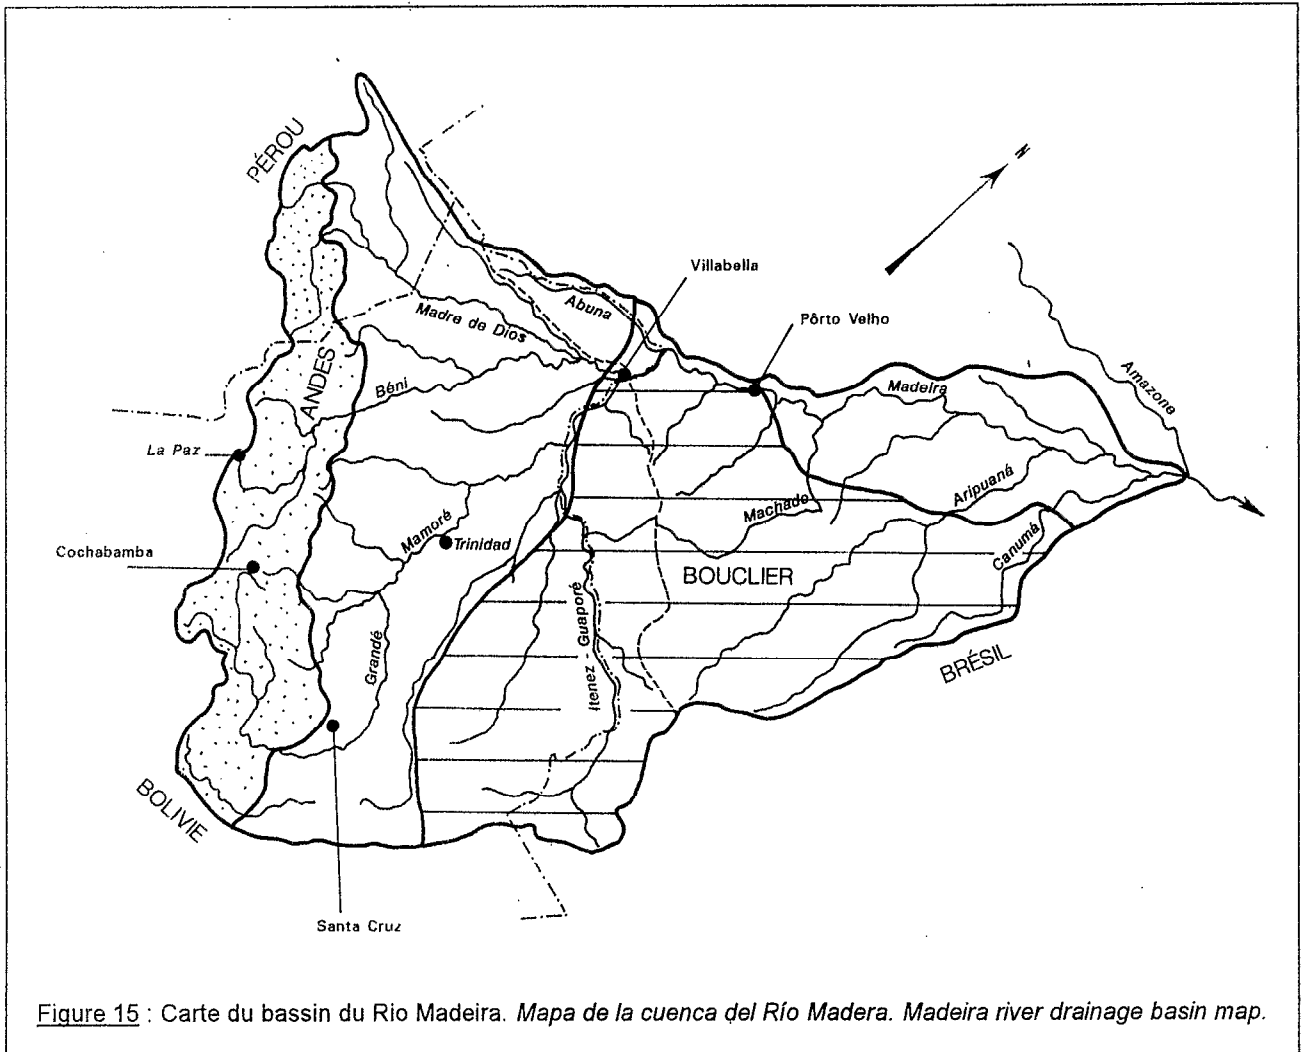 PÉROU
N
Villabella
Abuna
Pôrto Velho
Madre de Dios
Amazone
Madeira
ANDES
Béni
La Paz
Aripuanã
Machado
Mamoré
Trinidad
Canumá
Cochabamba
BOUCLIER
Itenez - Guaporé
Grandé
BRÉSIL
BOLIVIE
Santa Cruz
Figure 15 : Carte du bassin du Rio Madeira. Mapa de la cuenca del Río Madera. Madeira river drainage basin map.